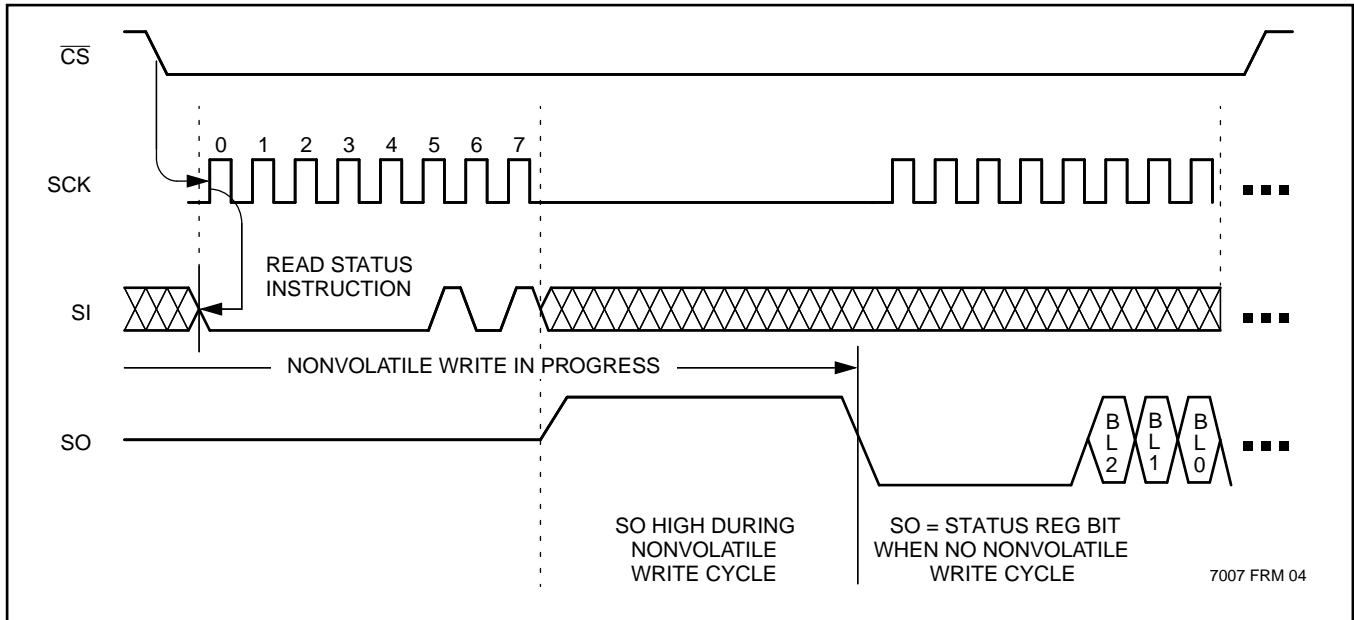 CS
0 1 2 3 4 5 6 7
SCK
READ STATUS
INSTRUCTION
SI
NONVOLATILE WRITE IN PROGRESS
SO
B
L
2
B
L
1
B
L
0
SO HIGH DURING
NONVOLATILE
WRITE CYCLE
SO = STATUS REG BIT
WHEN NO NONVOLATILE
WRITE CYCLE
7007 FRM 04